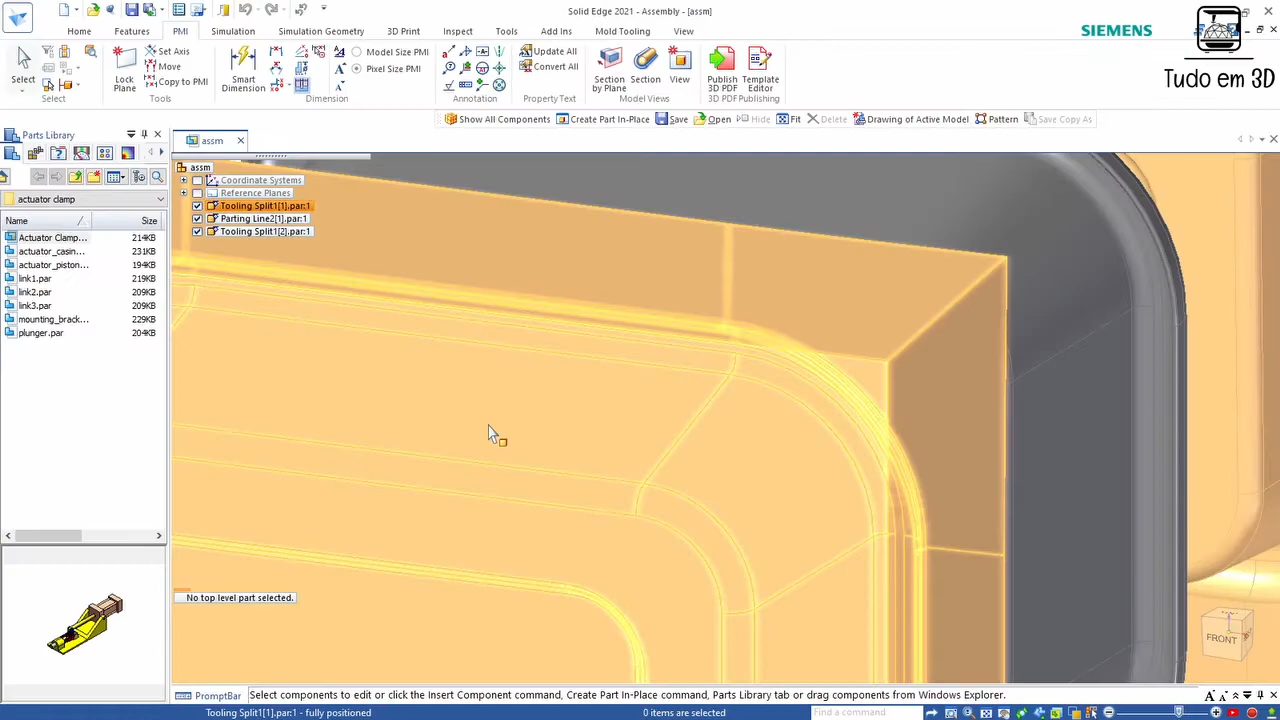 Solid Edge 2021 - Assembly - [assm]
Home Features PMI Simulation Simulation Geometry 3D Print Inspect Tools Add Ins Mold Tooling View
SIEMENS
Tudo em 3D
Select
Lock Plane
Set Axis
Move
Copy to PMI
Smart Dimension
Model Size PMI
Pixel Size PMI
Update All
Convert All
Section by Plane
Section
View
Publish 3D PDF
Template Editor
Select Tools Dimension Annotation Property Text Model Views 3D PDF Publishing
Show All Components Create Part In-Place Save Open Hide Fit Delete Drawing of Active Model Pattern Save Copy As
Parts Library
assm
actuator clamp
Name Size
Actuator Clamp... 214KB
actuator_casin... 231KB
actuator_piston... 194KB
link1.par 219KB
link2.par 209KB
link3.par 209KB
mounting_brack... 229KB
plunger.par 204KB
assm
Coordinate Systems
Reference Planes
Tooling Split1[1].par:1
Parting Line2[1].par:1
Tooling Split1[2].par:1
No top level part selected.
FRONT
PromptBar
Select components to edit or click the Insert Component command, Create Part In-Place command, Parts Library tab or drag components from Windows Explorer.
Tooling Split1[1].par:1 - fully positioned
0 items are selected
Find a command